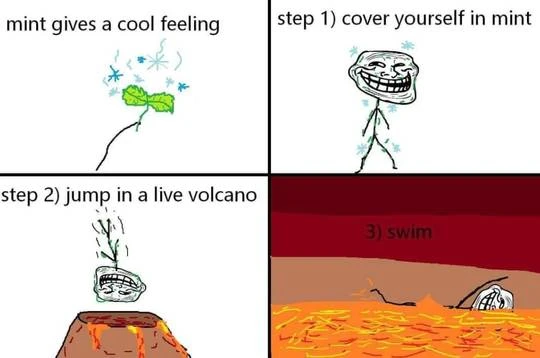 mint gives a cool feeling
step 1) cover yourself in mint
step 2) jump in a live volcano
3) swim